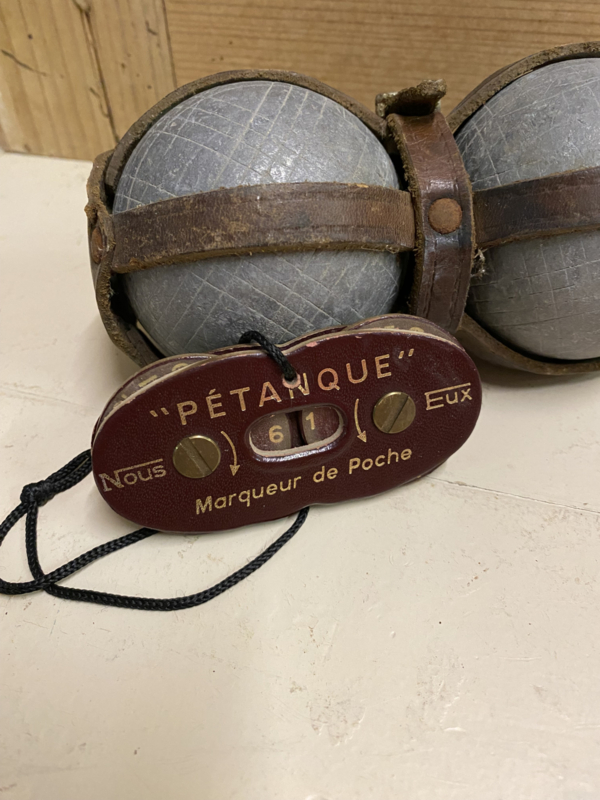 "PÉTANQUE"
Nous 6 1 Eux
Marqueur de Poche